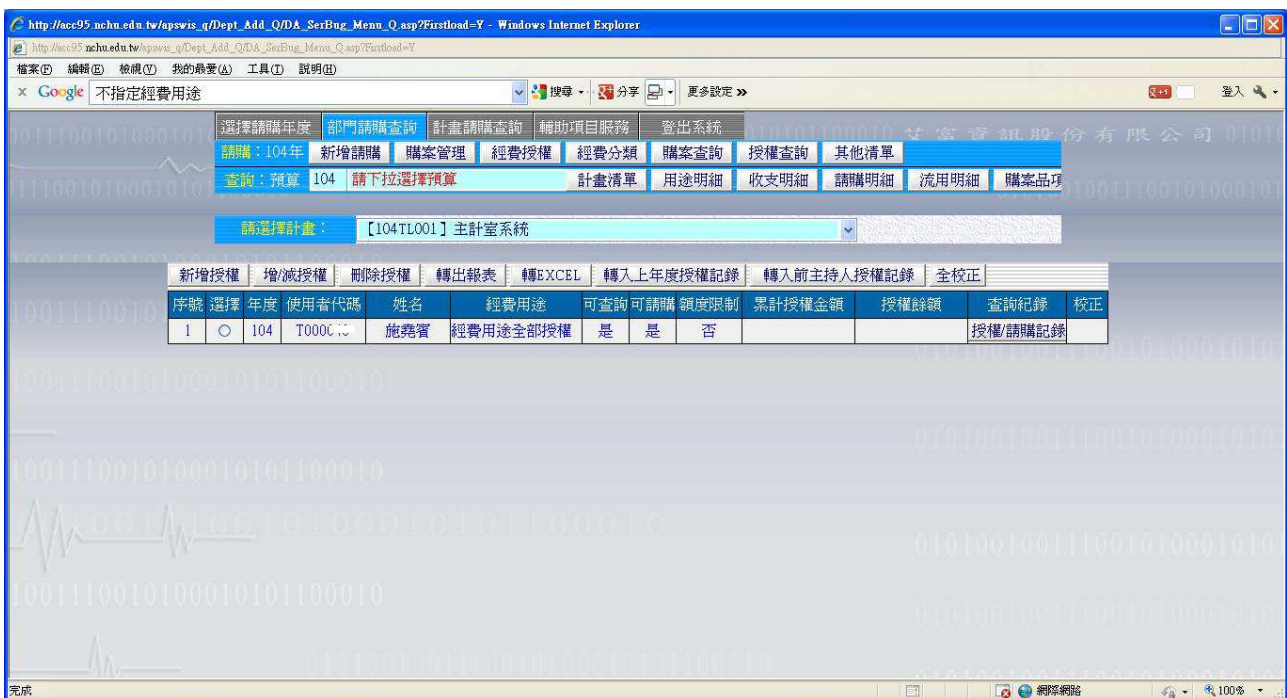 http://acc95.nchu.edu.tw/apswis_q/Dept_Add_Q/DA_SerBug_Menu_Q.asp?Firstload=Y - Windows Internet Explorer
http://acc95.nchu.edu.tw/apswis_q/Dept_Add_Q/DA_SerBug_Menu_Q.asp?Firstload=Y
檔案(F) 編輯(E) 檢視(V) 我的最愛(A) 工具(T) 說明(H)
x Google 不指定經費用途 搜尋 分享 更多設定 » 登入
選擇請購年度 部門請購查詢 計畫請購查詢 輔助項目服務 登出系統
艾富資訊股份有限公司
請購：104年 新增請購 購案管理 經費授權 經費分類 購案查詢 授權查詢 其他清單
查詢：預算 104 請下拉選擇預算 計畫清單 用途明細 收支明細 請購明細 流用明細 購案品項
請選擇計畫： 【104TL001】主計室系統
新增授權 增/減授權 刪除授權 轉出報表 轉EXCEL 轉入上年度授權記錄 轉入前主持人授權記錄 全校正
序號 選擇 年度 使用者代碼 姓名 經費用途 可查詢 可請購 額度限制 累計授權金額 授權餘額 查詢紀錄 校正
1 104 T000 施堯賓 經費用途全部授權 是 是 否 授權/請購記錄
完成 網際網路 100%